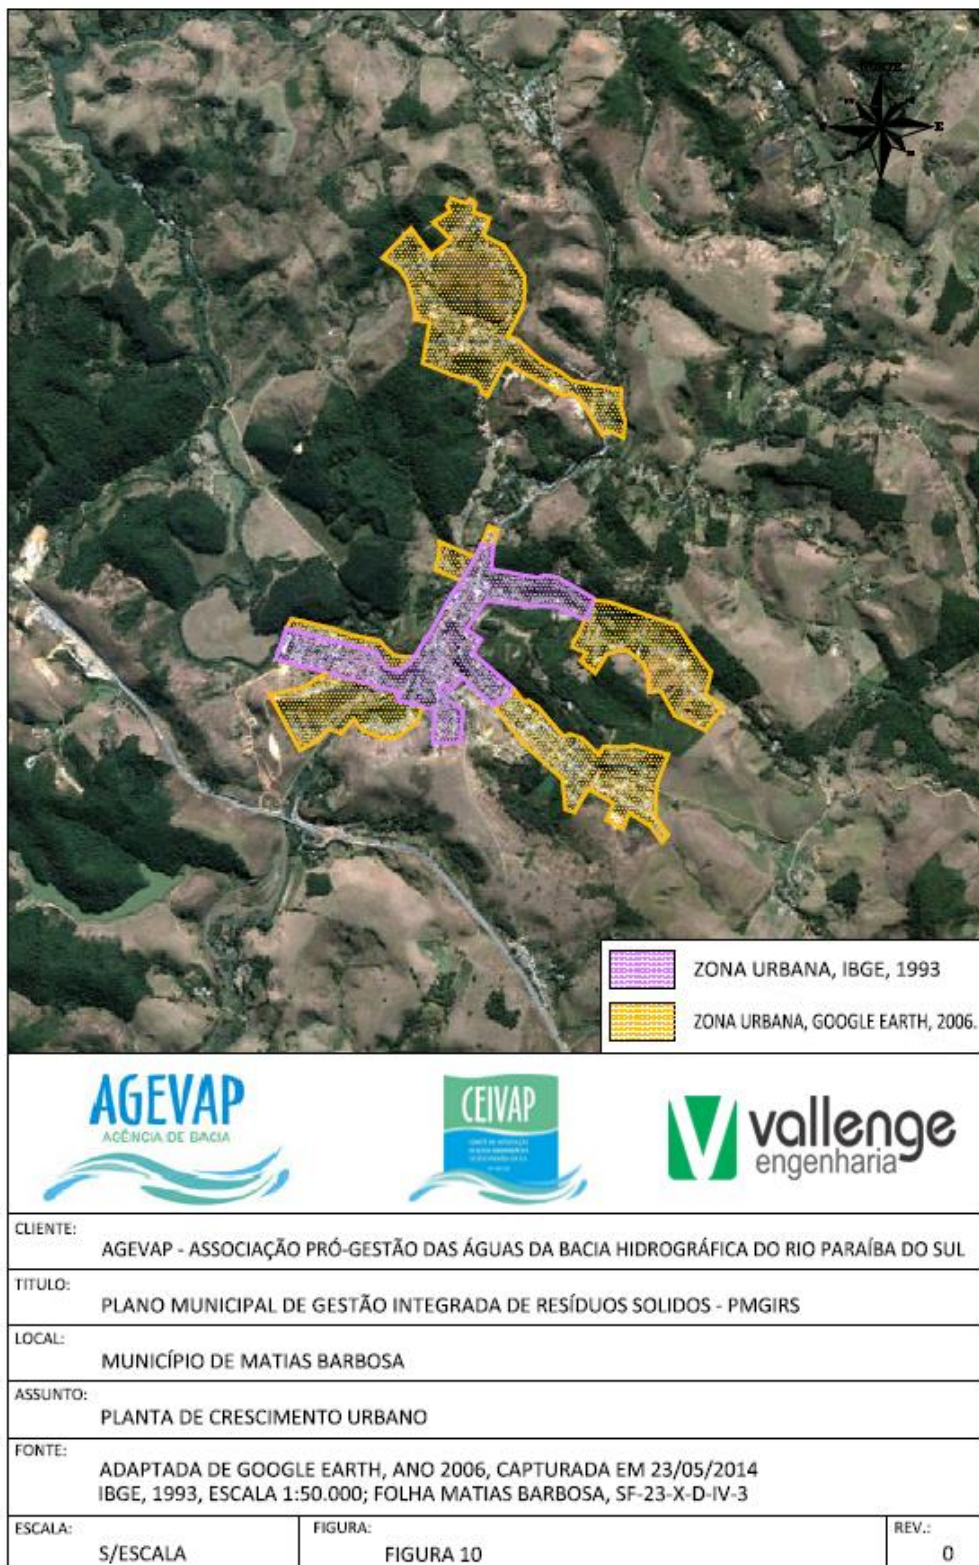 NORTE
E
ZONA URBANA, IBGE, 1993
ZONA URBANA, GOOGLE EARTH, 2006.
AGEVAP
AGÊNCIA DE BACIA
CEIVAP
vallenge
engenharia
CLIENTE:
AGEVAP - ASSOCIAÇÃO PRÓ-GESTÃO DAS ÁGUAS DA BACIA HIDROGRÁFICA DO RIO PARAÍBA DO SUL
TITULO:
PLANO MUNICIPAL DE GESTÃO INTEGRADA DE RESÍDUOS SOLIDOS - PMGIRS
LOCAL:
MUNICÍPIO DE MATIAS BARBOSA
ASSUNTO:
PLANTA DE CRESCIMENTO URBANO
FONTE:
ADAPTADA DE GOOGLE EARTH, ANO 2006, CAPTURADA EM 23/05/2014
IBGE, 1993, ESCALA 1:50.000; FOLHA MATIAS BARBOSA, SF-23-X-D-IV-3
ESCALA:
S/ESCALA
FIGURA:
FIGURA 10
REV.:
0